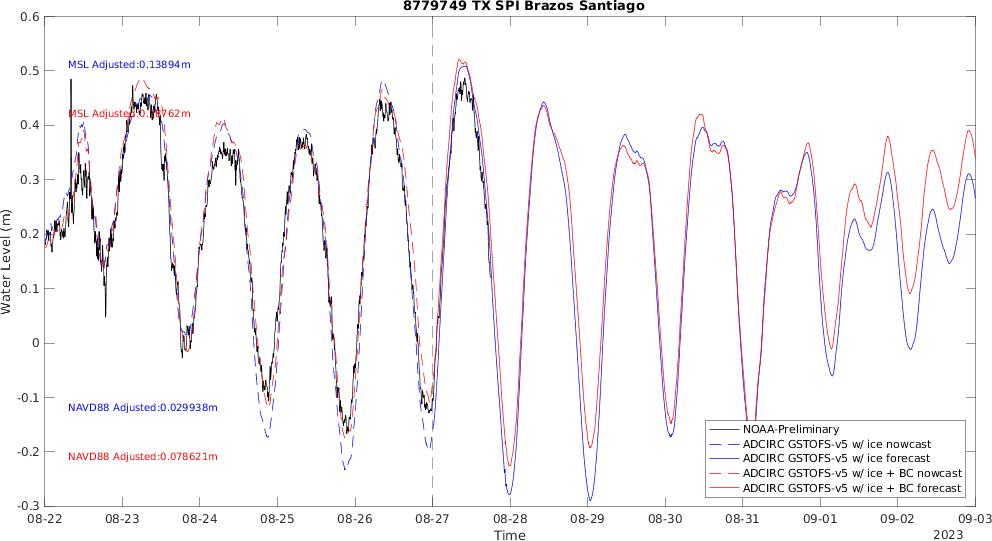 8779749 TX SPI Brazos Santiago
Water Level (m)
0.6
0.5
0.4
0.3
0.2
0.1
0
-0.1
-0.2
-0.3
MSL Adjusted:0.13894m
MSL Adjusted:
NAVD88 Adjusted:0.029938m
NAVD88 Adjusted:0.078621m
NOAA-Preliminary
ADCIRC GSTOFS-v5 w/ ice nowcast
ADCIRC GSTOFS-v5 w/ ice forecast
ADCIRC GSTOFS-v5 w/ ice + BC nowcast
ADCIRC GSTOFS-v5 w/ ice + BC forecast
08-22 08-23 08-24 08-25 08-26 08-27 08-28 08-29 08-30 08-31 09-01 09-02 09-03
Time
2023